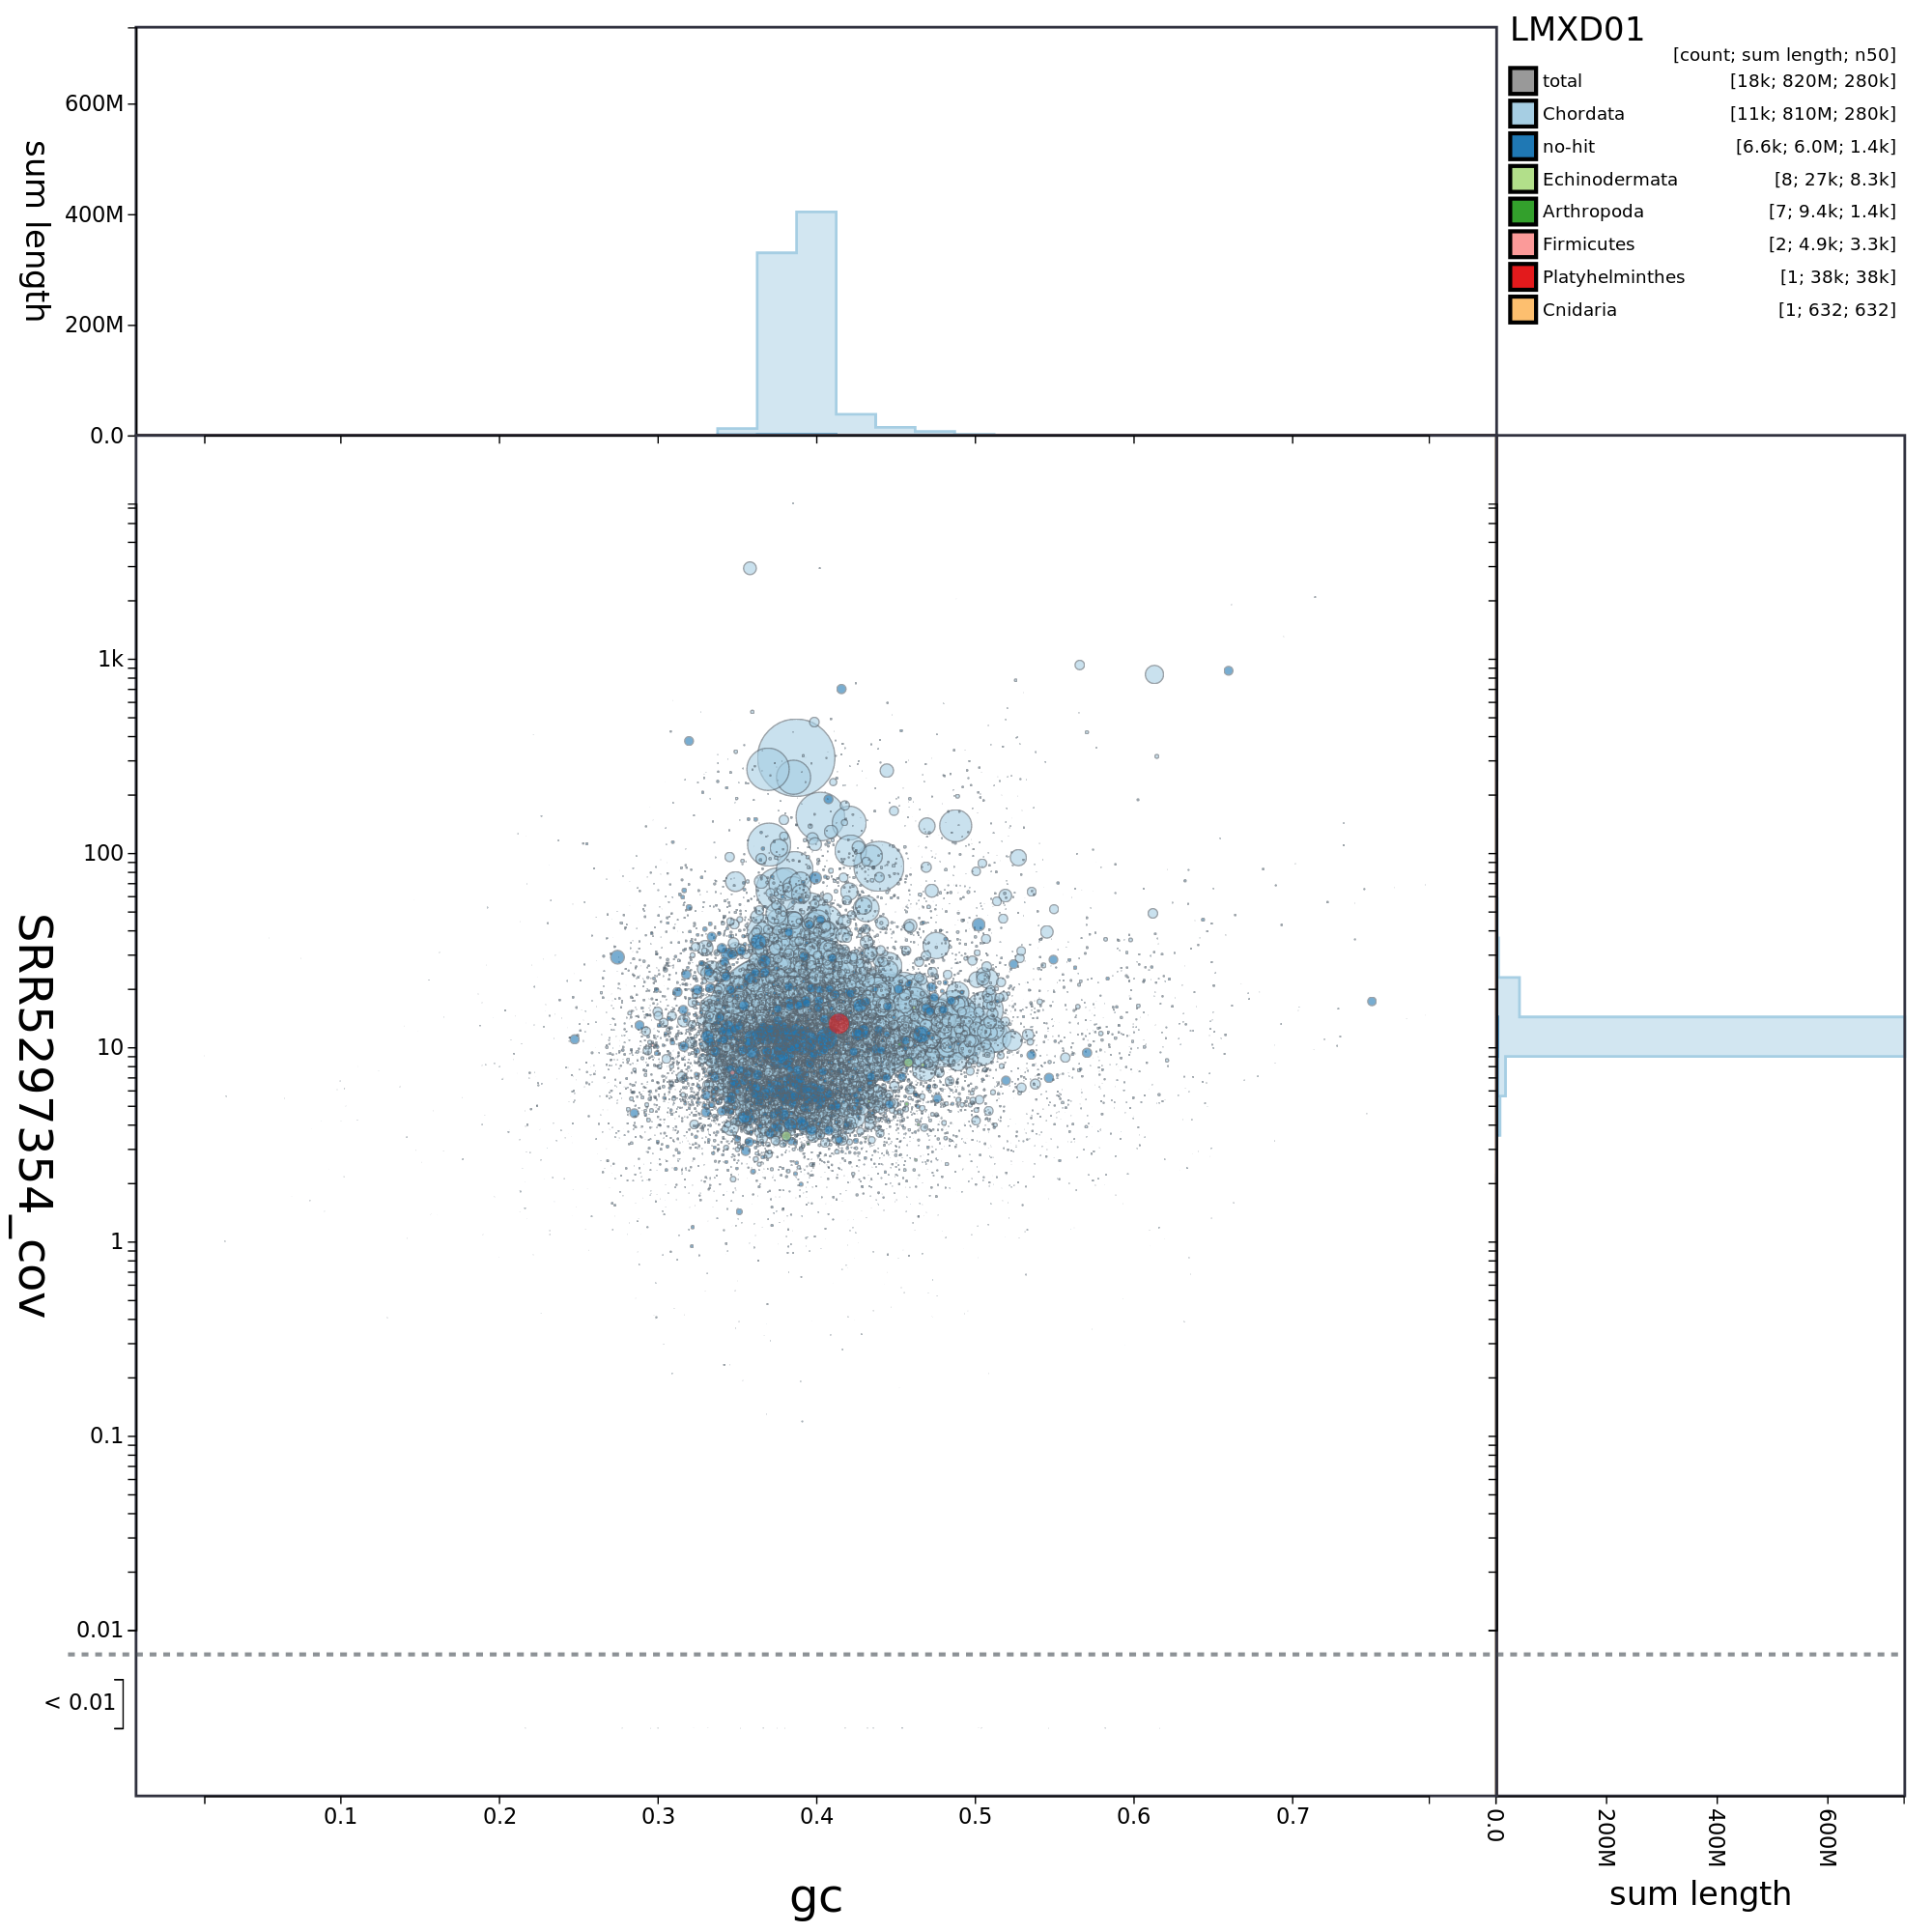 LMXD01
[count; sum length; n50]
total [18k; 820M; 280k]
Chordata [11k; 810M; 280k]
no-hit [6.6k; 6.0M; 1.4k]
Echinodermata [8; 27k; 8.3k]
Arthropoda [7; 9.4k; 1.4k]
Firmicutes [2; 4.9k; 3.3k]
Platyhelminthes [1; 38k; 38k]
Cnidaria [1; 632; 632]
sum length
600M
400M
200M
0.0
SRR5297354_cov
1k
100
10
1
0.1
0.01
< 0.01
0.1 0.2 0.3 0.4 0.5 0.6 0.7
gc
0.0 200M 400M 600M
sum length